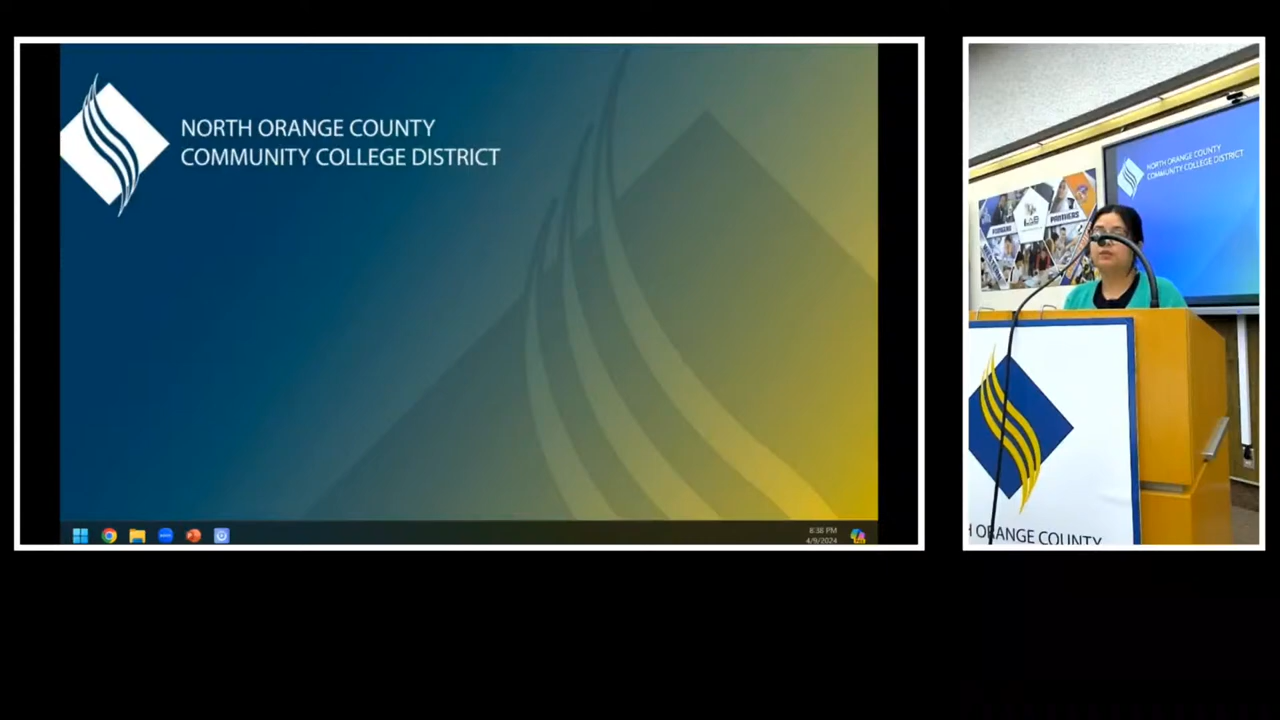 NORTH ORANGE COUNTY
COMMUNITY COLLEGE DISTRICT
8:38 PM
4/9/2024
NORTH ORANGE COUNTY
COMMUNITY COLLEGE DISTRICT
PARTNERS
H ORANGE COUNTY